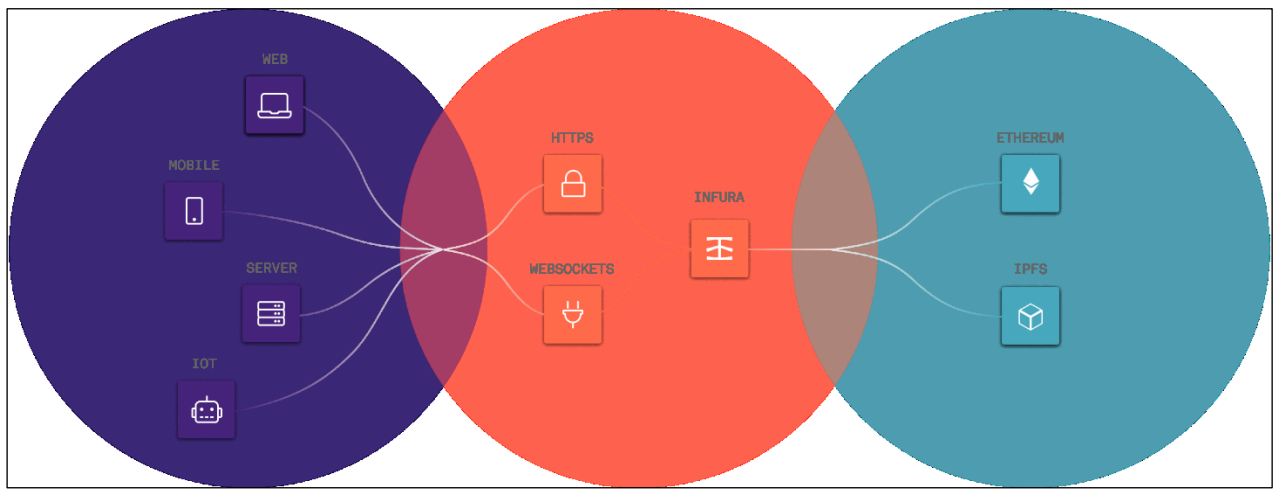 WEB
MOBILE
SERVER
IOT
HTTPS
WEBSOCKETS
INFURA
ETHEREUM
IPFS